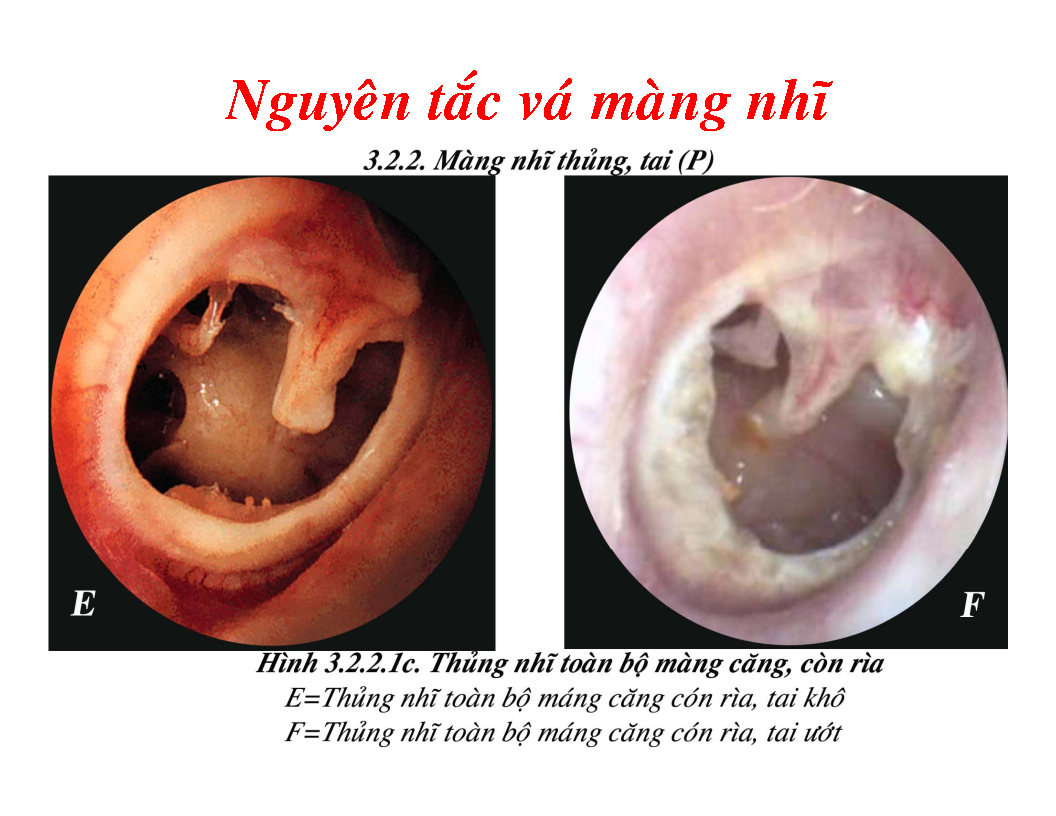 Nguyên tắc vá màng nhĩ
3.2.2. Màng nhĩ thủng, tai (P)
E
F
Hình 3.2.2.1c. Thủng nhĩ toàn bộ màng căng, còn rìa
E=Thủng nhĩ toàn bộ máng căng cón rìa, tai khô
F=Thủng nhĩ toàn bộ máng căng cón rìa, tai ướt